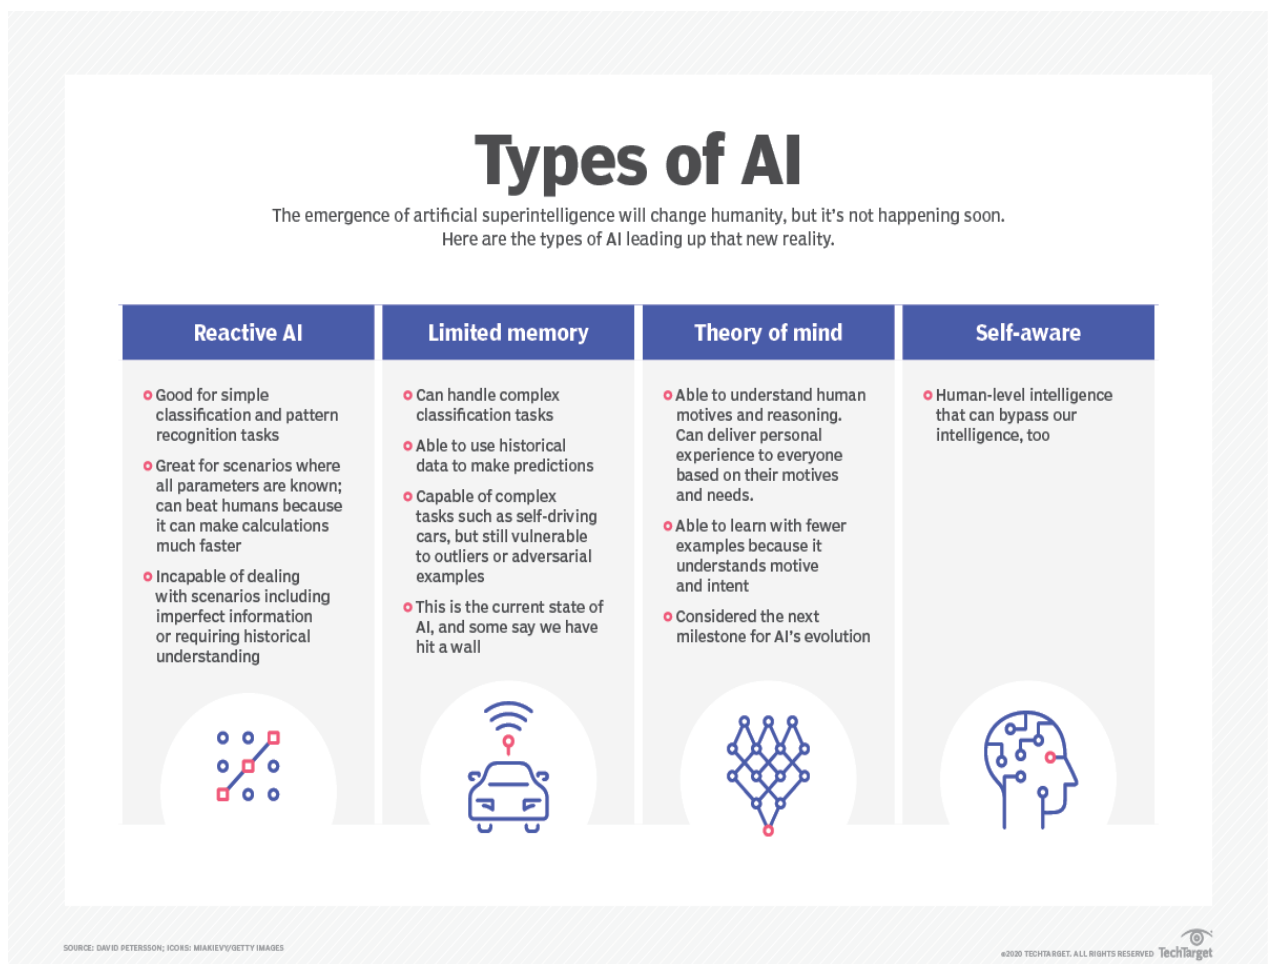 Types of AI
The emergence of artificial superintelligence will change humanity, but it's not happening soon.
Here are the types of AI leading up that new reality.
Reactive AI
Good for simple
classification and pattern
recognition tasks
Great for scenarios where
all parameters are known;
can beat humans because
it can make calculations
much faster
Incapable of dealing
with scenarios including
imperfect information
or requiring historical
understanding
Limited memory
Can handle complex
classification tasks
Able to use historical
data to make predictions
Capable of complex
tasks such as self-driving
cars, but still vulnerable
to outliers or adversarial
examples
This is the current state of
AI, and some say we have
hit a wall
Theory of mind
Able to understand human
motives and reasoning.
Can deliver personal
experience to everyone
based on their motives
and needs.
Able to learn with fewer
examples because it
understands motive
and intent
Considered the next
milestone for AI's evolution
Self-aware
Human-level intelligence
that can bypass our
intelligence, too
SOURCE: DAVID PETERSSON; ICONS: MIAKIEVY/GETTY IMAGES
©2020 TECHTARGET. ALL RIGHTS RESERVED TechTarget